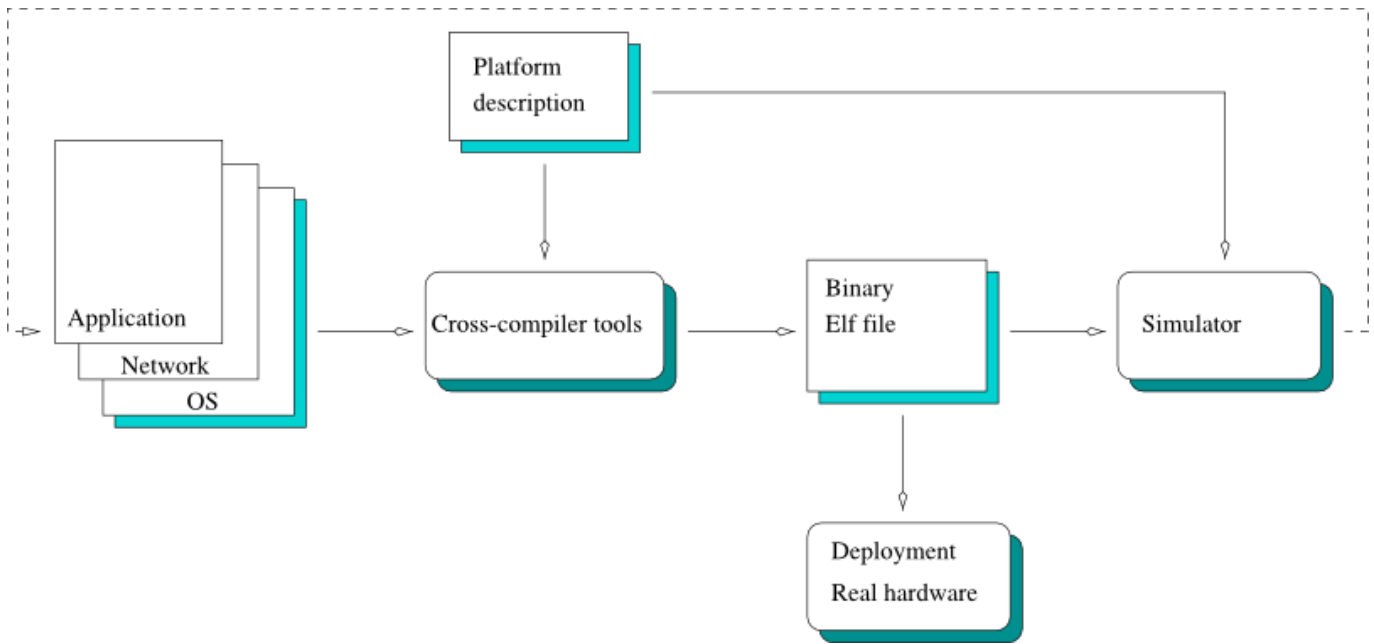 Platform
description
Application
Network
OS
Cross-compiler tools
Binary
Elf file
Simulator
Deployment
Real hardware